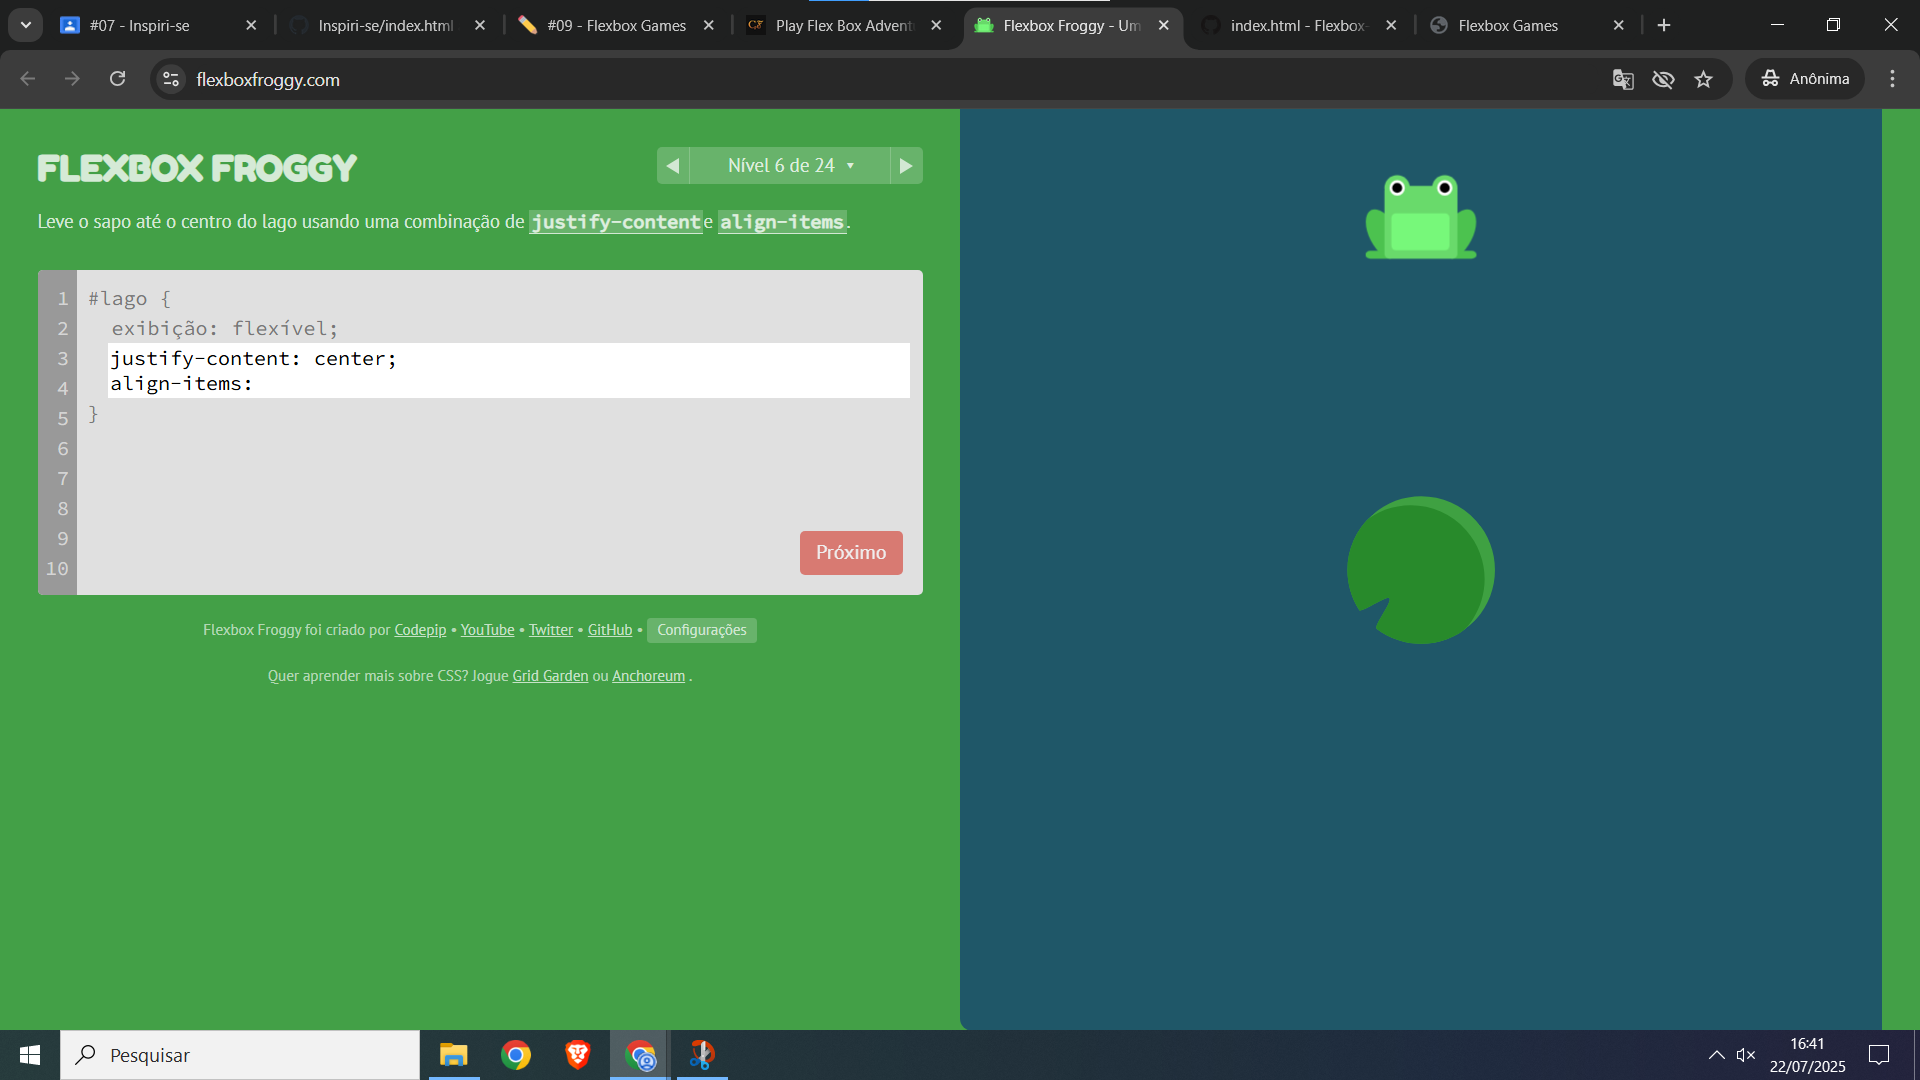 #07 - Inspiri-se
Inspiri-se/index.html
#09 - Flexbox Games
Play Flex Box Advent
Flexbox Froggy - Um
index.html - Flexbox-
Flexbox Games
flexboxfroggy.com
Anônima
FLEXBOX FROGGY
Nível 6 de 24
Leve o sapo até o centro do lago usando uma combinação de justify-content e align-items.
1 #lago {
2 exibição: flexível;
3 justify-content: center;
4 align-items:
5 }
6
7
8
9
10
Próximo
Flexbox Froggy foi criado por Codepip • YouTube • Twitter • GitHub • Configurações
Quer aprender mais sobre CSS? Jogue Grid Garden ou Anchoreum .
Pesquisar
16:41
22/07/2025